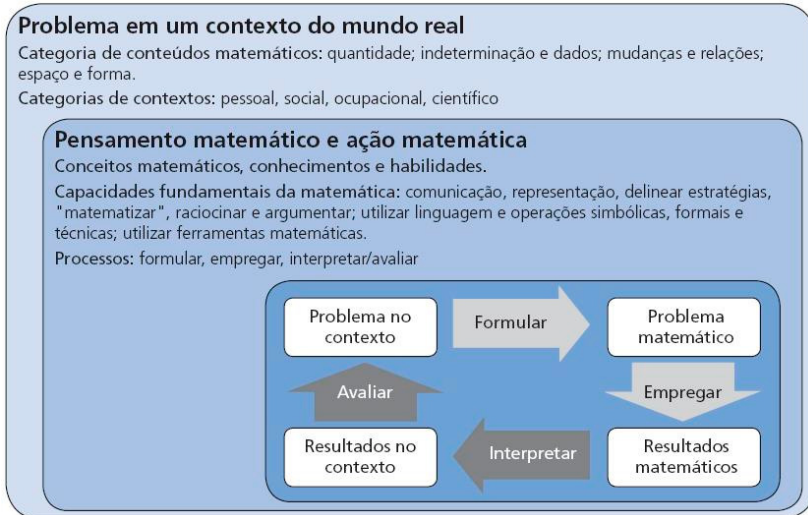 Problema em um contexto do mundo real
Categoria de conteúdos matemáticos: quantidade; indeterminação e dados; mudanças e relações;
espaço e forma.
Categorias de contextos: pessoal, social, ocupacional, científico
Pensamento matemático e ação matemática
Conceitos matemáticos, conhecimentos e habilidades.
Capacidades fundamentais da matemática: comunicação, representação, delinear estratégias,
"matematizar", raciocinar e argumentar; utilizar linguagem e operações simbólicas, formais e
técnicas; utilizar ferramentas matemáticas.
Processos: formular, empregar, interpretar/avaliar
Problema no
contexto
Formular
Problema
matemático
Avaliar
Empregar
Resultados no
contexto
Interpretar
Resultados
matemáticos